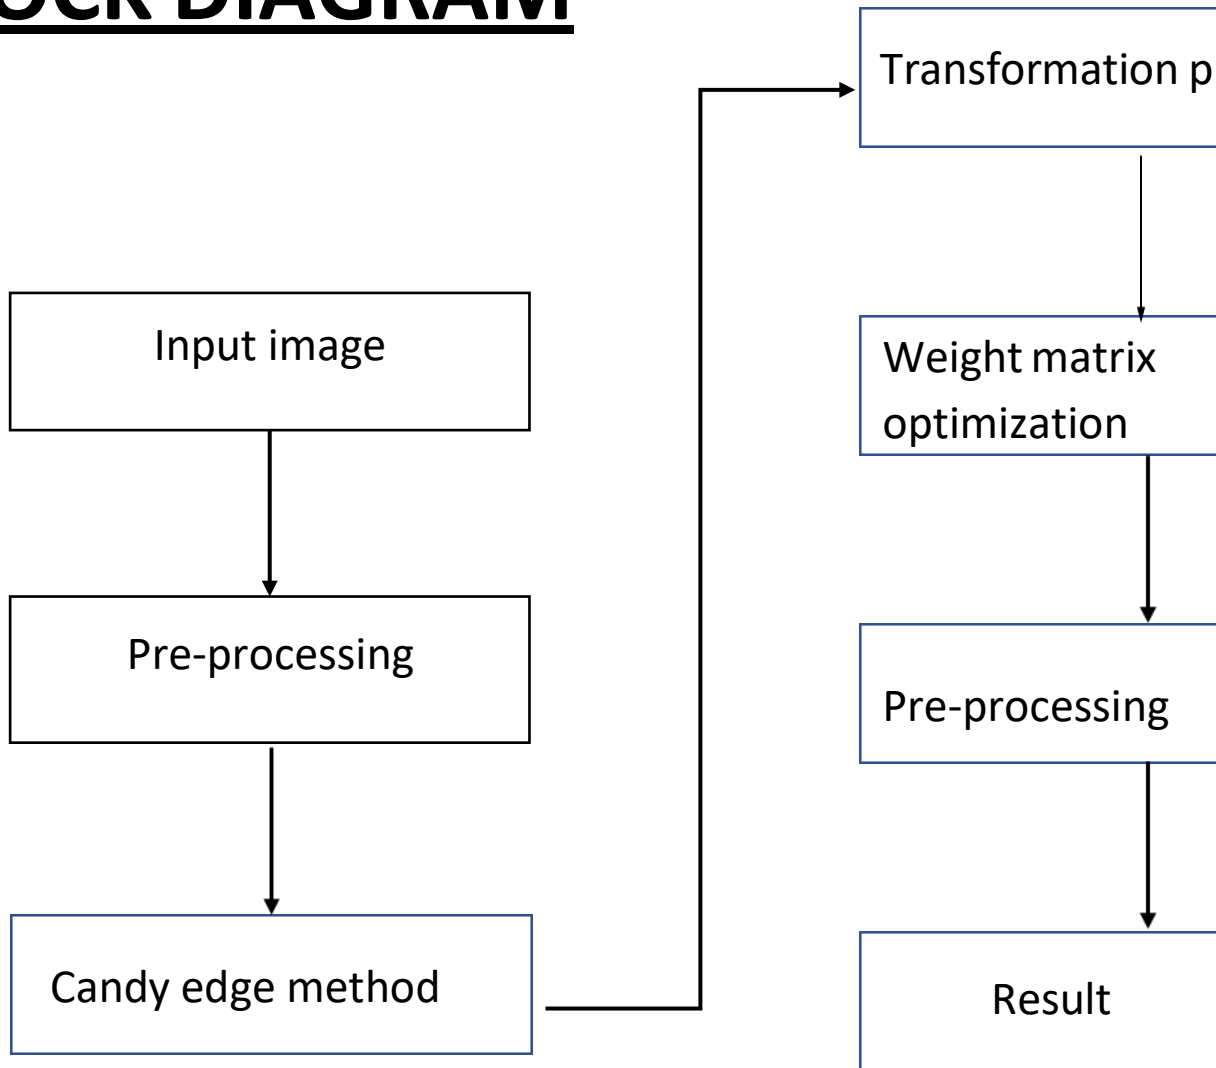 OCK DIAGRAM
Input image
Pre-processing
Candy edge method
Transformation p
Weight matrix
optimization
Pre-processing
Result